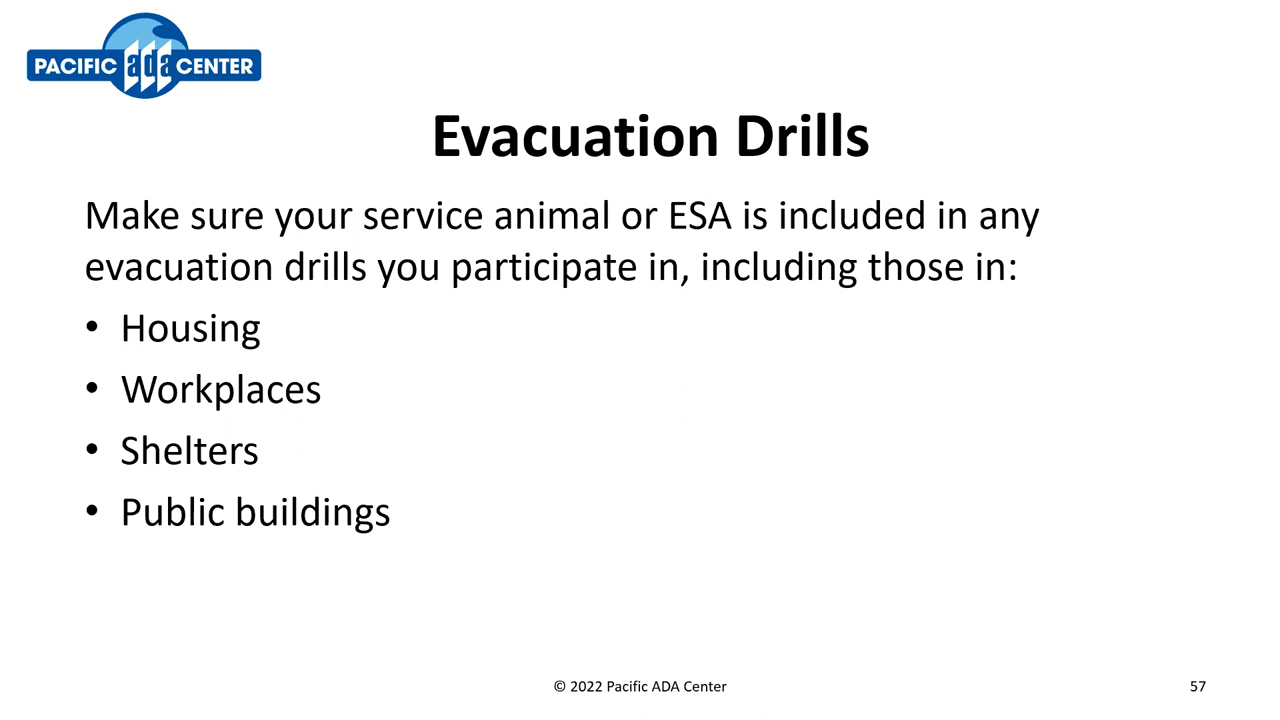 PACIFIC ada CENTER
Evacuation Drills
Make sure your service animal or ESA is included in any
evacuation drills you participate in, including those in:
• Housing
• Workplaces
• Shelters
• Public buildings
© 2022 Pacific ADA Center
57